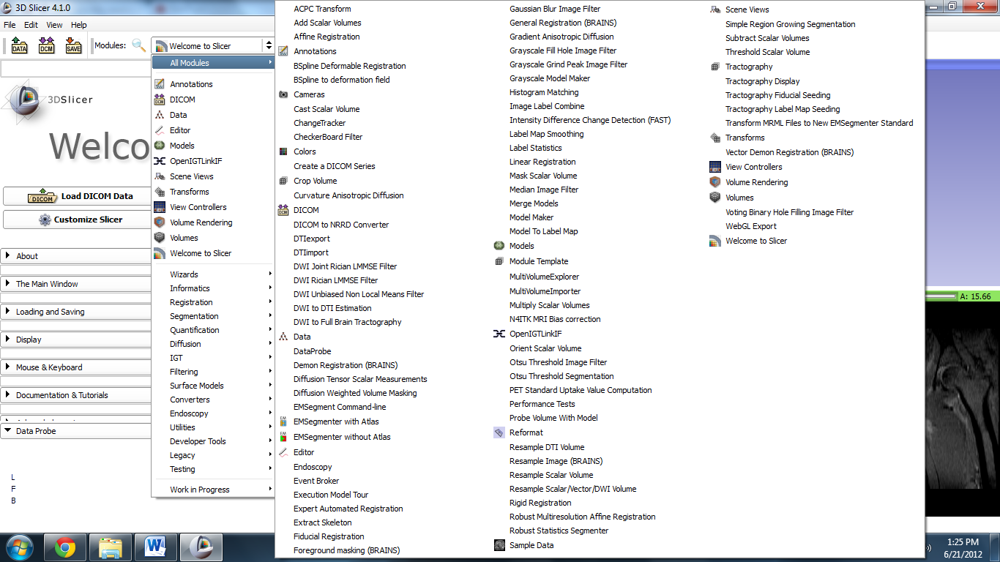 3D Slicer 4.1.0
File Edit View Help
DATA DCM SAVE Modules: Welcome to Slicer
3DSlicer
Welco
DICOM Load DICOM Data
Customize Slicer
About
The Main Window
Loading and Saving
Display
Mouse & Keyboard
Documentation & Tutorials
Data Probe
L
F
B
All Modules
Annotations
DICOM
Data
Editor
Models
OpenIGTLinkIF
Scene Views
Transforms
View Controllers
Volume Rendering
Volumes
Welcome to Slicer
Wizards
Informatics
Registration
Segmentation
Quantification
Diffusion
IGT
Filtering
Surface Models
Converters
Endoscopy
Utilities
Developer Tools
Legacy
Testing
Work in Progress
ACPC Transform
Add Scalar Volumes
Affine Registration
Annotations
BSpline Deformable Registration
BSpline to deformation field
Cameras
Cast Scalar Volume
ChangeTracker
CheckerBoard Filter
Colors
Create a DICOM Series
Crop Volume
Curvature Anisotropic Diffusion
DICOM
DICOM to NRRD Converter
DTIexport
DTIimport
DWI Joint Rician LMMSE Filter
DWI Rician LMMSE Filter
DWI Unbiased Non Local Means Filter
DWI to DTI Estimation
DWI to Full Brain Tractography
Data
DataProbe
Demon Registration (BRAINS)
Diffusion Tensor Scalar Measurements
Diffusion Weighted Volume Masking
EMSegment Command-line
EMSegmenter with Atlas
EMSegmenter without Atlas
Editor
Endoscopy
Event Broker
Execution Model Tour
Expert Automated Registration
Extract Skeleton
Fiducial Registration
Foreground masking (BRAINS)
Gaussian Blur Image Filter
General Registration (BRAINS)
Gradient Anisotropic Diffusion
Grayscale Fill Hole Image Filter
Grayscale Grind Peak Image Filter
Grayscale Model Maker
Histogram Matching
Image Label Combine
Intensity Difference Change Detection (FAST)
Label Map Smoothing
Label Statistics
Linear Registration
Mask Scalar Volume
Median Image Filter
Merge Models
Model Maker
Model To Label Map
Models
Module Template
MultiVolumeExplorer
MultiVolumeImporter
Multiply Scalar Volumes
N4ITK MRI Bias correction
OpenIGTLinkIF
Orient Scalar Volume
Otsu Threshold Image Filter
Otsu Threshold Segmentation
PET Standard Uptake Value Computation
Performance Tests
Probe Volume With Model
Reformat
Resample DTI Volume
Resample Image (BRAINS)
Resample Scalar Volume
Resample Scalar/Vector/DWI Volume
Rigid Registration
Robust Multiresolution Affine Registration
Robust Statistics Segmenter
Sample Data
Scene Views
Simple Region Growing Segmentation
Subtract Scalar Volumes
Threshold Scalar Volume
Tractography
Tractography Display
Tractography Fiducial Seeding
Tractography Label Map Seeding
Transform MRML Files to New EMSegmenter Standard
Transforms
Vector Demon Registration (BRAINS)
View Controllers
Volume Rendering
Volumes
Voting Binary Hole Filling Image Filter
WebGL Export
Welcome to Slicer
A: 15.66
1:25 PM
6/21/2012